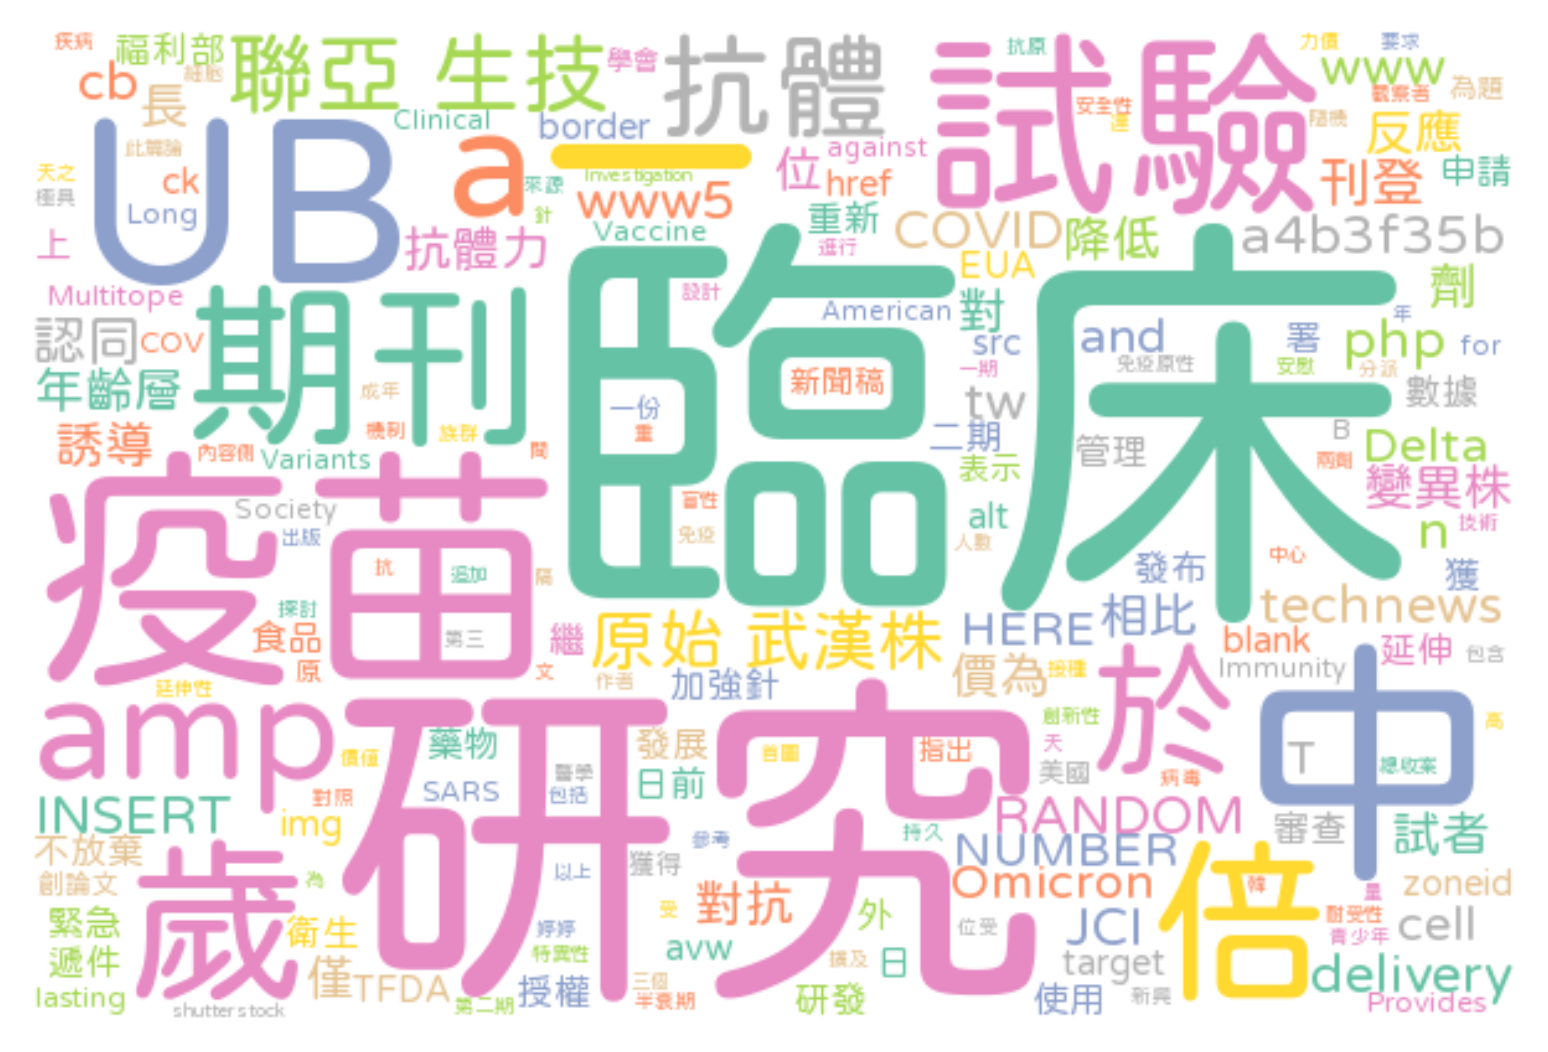 疾病
福利部
聯亞 生技
學會
抗體
試驗
抗原
力價
要求
www
觀察者
為題
cb
細胞
長
Clinical
border
安全性
隨機
反應
UB
a
一
此篇論
天之
極具
ck
Long
Investigation
來源
針
位
against
href
刊登
申請
www5
Vaccine
重新
進行
COVID
降低
a4b3f35b
上
抗體力
EUA
臨床
Multitope
期刊
設計
American
對
劑
認同
cov
src
and
署
年
php
for
年齡層
成年
新聞稿
一期
免疫原性
安慰
分派
一份
重
tw
數據
誘導
內容側
機制
族群
Variants
間
二期
表示
管理
B
兩劑
Delta
變異株
疫苗
Society
出版
盲性
免疫
alt
人數
n
技術
抗
追加
隔
中心
發布
獲
探討
食品
原
第三
繼
文
原始 武漢株
作者
加強針
HERE
相比
technews
blank
延伸
包含
Immunity
價為
接種
延伸性
amp
研究
於
中
價值
藥物
發展
首圖
指出
創新性
天
美國
病毒
T
總收案
高
SARS
醫學
包括
日前
INSERT
對照
img
RANDOM
審查
試者
不放棄
創論文
歲
為
以上
獲得
參考
持久
NUMBER
Omicron
倍
韓
量
zoneid
緊急
遞件
衛生
婷婷
特異性
受
對抗
外
位受
JCI
耐受性
青少年
cell
avw
擴及
日
target
delivery
lasting
shutterstock
僅
TFDA
第二期
授權
三個
半衰期
研發
使用
新興
Provides